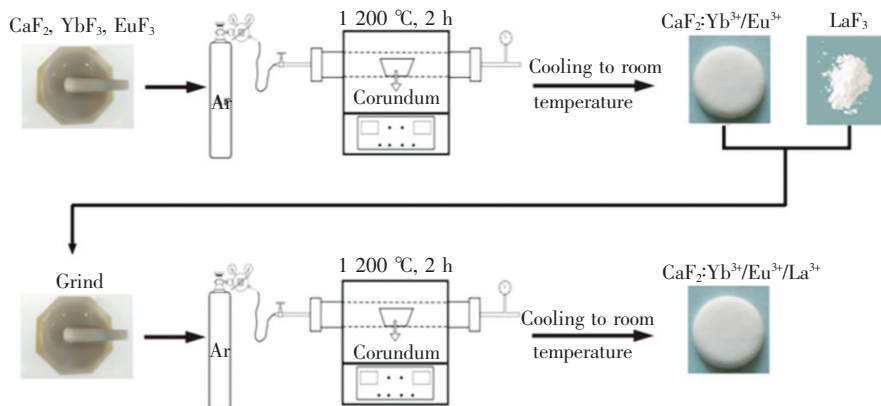 CaF₂, YbF₃, EuF₃
1 200 ℃, 2 h
CaF₂:Yb³⁺/Eu³⁺
LaF₃
Ar
Corundum
Cooling to room
temperature
Grind
1 200 ℃, 2 h
CaF₂:Yb³⁺/Eu³⁺/La³⁺
Ar
Corundum
Cooling to room
temperature